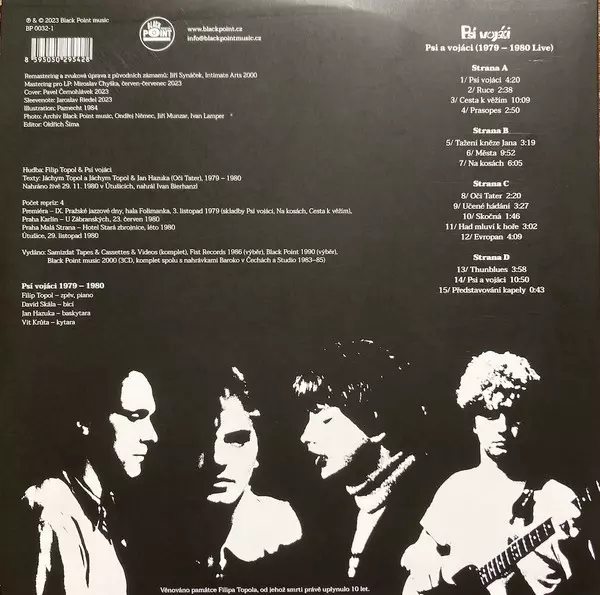 ℗ & © 2023 Black Point music
BP 0032-1
8 595030 295428
BLACK
POINT
MUSIC
www.blackpoint.cz
info@blackpointmusic.cz
Remastering a zvuková úprava z původních záznamů: Jiří Synáček, Intimate Arts 2000
Mastering pro LP: Miroslav Chyška, červen-červenec 2023
Cover: Pavel Černohlávek 2023
Sleevenote: Jaroslav Riedel 2023
Illustration: Pamecht 1984
Photo: Archiv Black Point music, Ondřej Němec, Jiří Munzar, Ivan Lamper
Editor: Oldřich Šíma
Hudba: Filip Topol & Psí vojáci
Texty: Jáchym Topol a Jáchym Topol & Jan Hazuka (Oči Tater), 1979 – 1980
Nahráno živě 29. 11. 1980 v Útulicích, nahrál Ivan Bierhanzl
Počet repríz: 4
Premiéra – IX. Pražské jazzové dny, hala Folimanka, 3. listopad 1979 (skladby Psí vojáci, Na kosách, Cesta k věžím),
Praha Karlín – U Zábranských, 23. červen 1980
Praha Malá Strana – Hotel Stará zbrojnice, léto 1980
Útušice, 29. listopad 1980
Vydáno: Samizdat Tapes & Cassettes & Videos (komplet), Fist Records 1986 (výběr), Black Point 1990 (výběr),
Black Point music 2000 (3CD, komplet spolu s nahrávkami Baroko v Čechách a Studio 1983–85)
Psí vojáci 1979 – 1980
Filip Topol – zpěv, piano
David Skála – bicí
Jan Hazuka – baskytara
Vít Krůta – kytara
Psí vojáci
Psi a vojáci (1979 – 1980 Live)
Strana A
1/ Psí vojáci 4:20
2/ Ruce 2:38
3/ Cesta k věžím 10:09
4/ Prasopes 2:50
Strana B
5/ Tažení kněze Jana 3:19
6/ Města 9:52
7/ Na kosách 6:05
Strana C
8/ Oči Tater 2:20
9/ Učené hádání 3:27
10/ Skočná 1:46
11/ Had mluví k hoře 3:02
12/ Evropan 4:09
Strana D
13/ Thunblues 3:58
14/ Psi a vojáci 10:50
15/ Představování kapely 0:43
Věnováno památce Filipa Topola, od jehož smrti právě uplynulo 10 let.